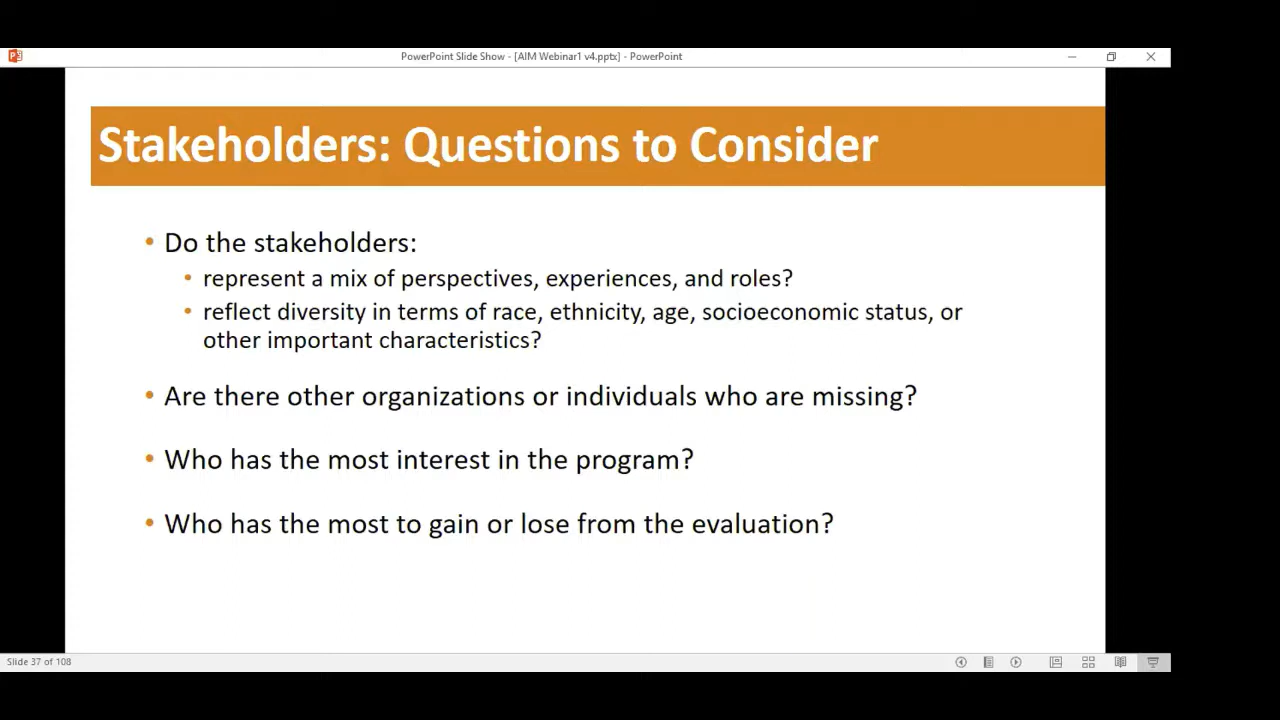 PowerPoint Slide Show - [AIM Webinar1 v4.pptx] - PowerPoint
Stakeholders: Questions to Consider
• Do the stakeholders:
• represent a mix of perspectives, experiences, and roles?
• reflect diversity in terms of race, ethnicity, age, socioeconomic status, or
other important characteristics?
• Are there other organizations or individuals who are missing?
• Who has the most interest in the program?
• Who has the most to gain or lose from the evaluation?
Slide 37 of 108